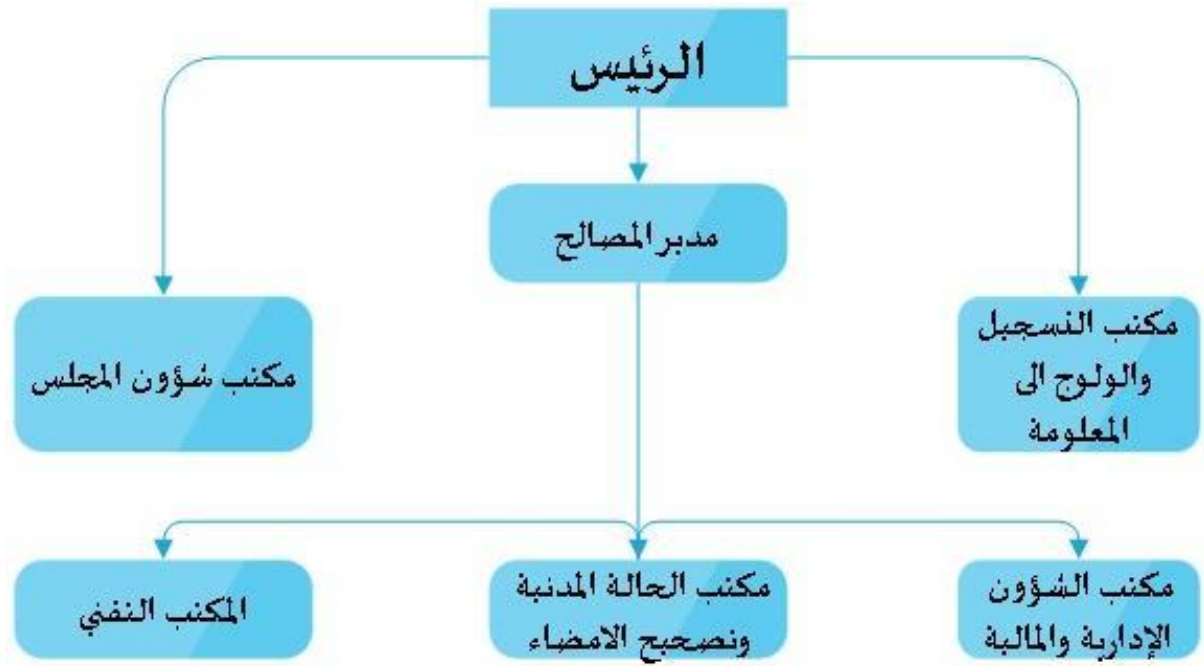 الرئيس
مدير المصالح
مكتب التسجيل
والولوج الى
المعلومة
مكتب شؤون المجلس
مكتب الشؤون
الإدارية والمالية
مكتب الحالة المدنية
وتصحيح الامضاء
المكتب التقني